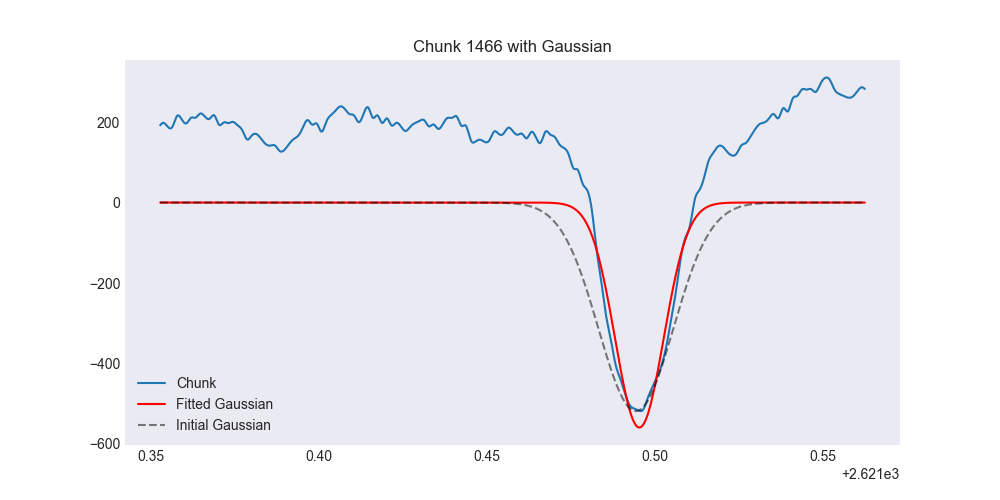 Chunk 1466 with Gaussian
200
0
−200
−400
−600
Chunk
Fitted Gaussian
Initial Gaussian
0.35 0.40 0.45 0.50 0.55
+2.621e3